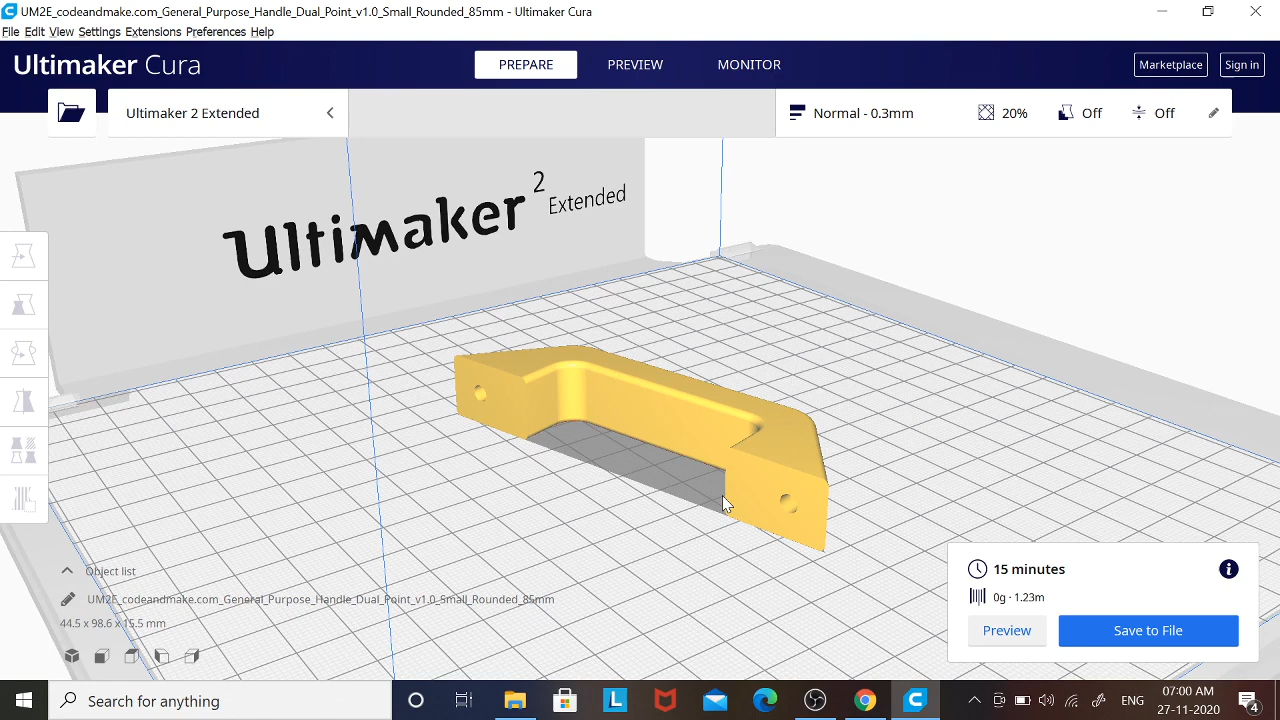 UM2E_codeandmake.com_General_Purpose_Handle_Dual_Point_v1.0_Small_Rounded_85mm - Ultimaker Cura
File Edit View Settings Extensions Preferences Help
Ultimaker Cura
PREPARE
PREVIEW
MONITOR
Marketplace
Sign in
Ultimaker 2 Extended
Normal - 0.3mm
20%
Off
Off
Ultimaker 2 Extended
Object list
UM2E_codeandmake.com_General_Purpose_Handle_Dual_Point_v1.0_Small_Rounded_85mm
44.5 x 98.6 x 15.5 mm
15 minutes
0g · 1.23m
Preview
Save to File
Search for anything
L
ENG
07:00 AM
27-11-2020
4